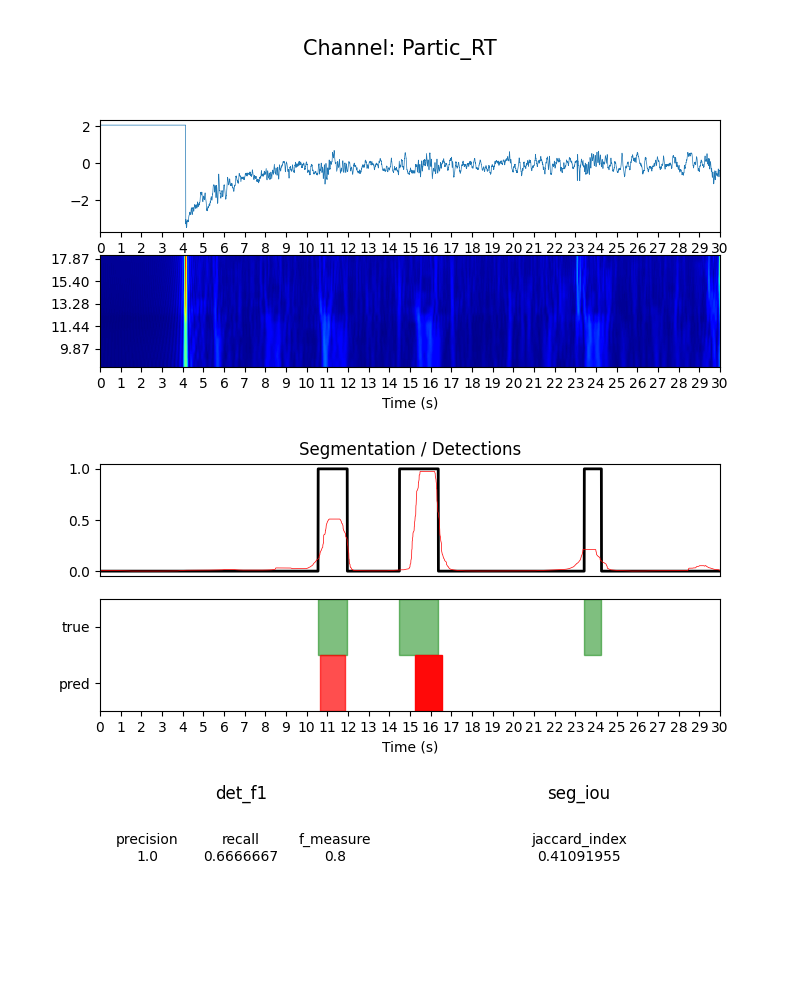 Channel: Partic_RT
2
0
−2
0 1 2 3 4 5 6 7 8 9 10 11 12 13 14 15 16 17 18 19 20 21 22 23 24 25 26 27 28 29 30
17.87
15.40
13.28
11.44
9.87
0 1 2 3 4 5 6 7 8 9 10 11 12 13 14 15 16 17 18 19 20 21 22 23 24 25 26 27 28 29 30
Time (s)
Segmentation / Detections
1.0
0.5
0.0
true
pred
0 1 2 3 4 5 6 7 8 9 10 11 12 13 14 15 16 17 18 19 20 21 22 23 24 25 26 27 28 29 30
Time (s)
det_f1 seg_iou
precision recall f_measure jaccard_index
1.0 0.6666667 0.8 0.41091955